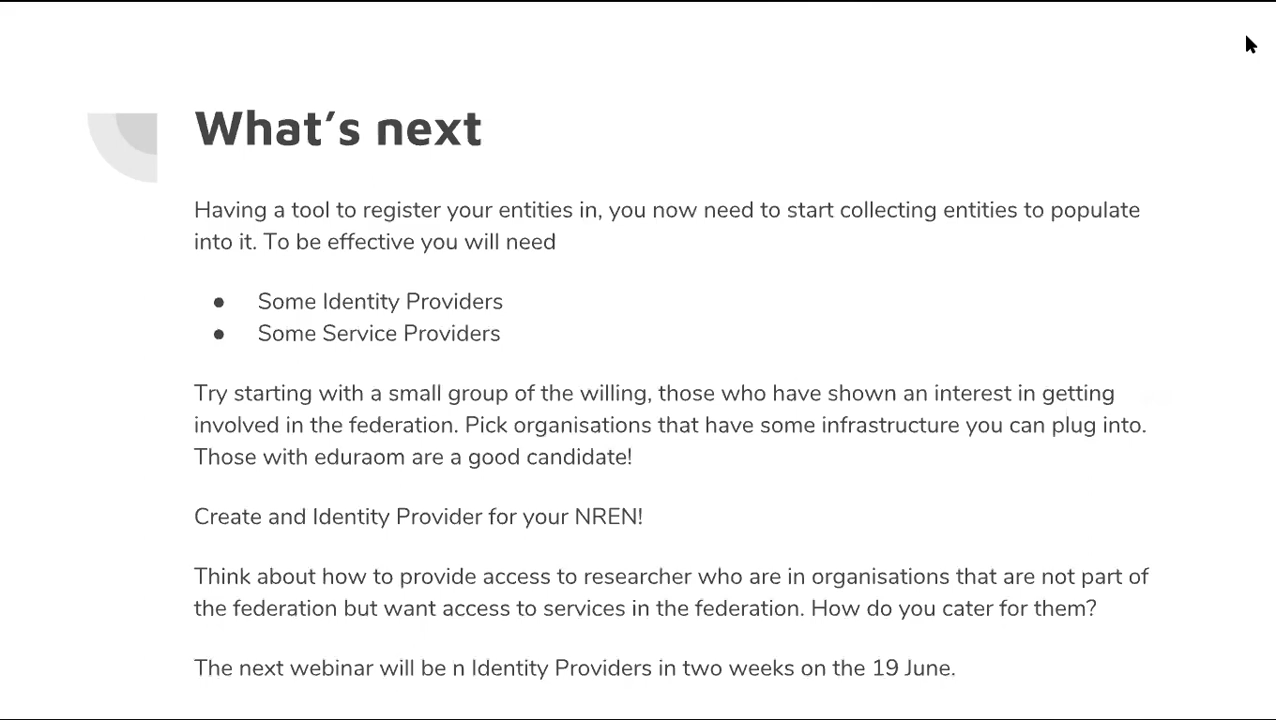 What's next
Having a tool to register your entities in, you now need to start collecting entities to populate
into it. To be effective you will need
● Some Identity Providers
● Some Service Providers
Try starting with a small group of the willing, those who have shown an interest in getting
involved in the federation. Pick organisations that have some infrastructure you can plug into.
Those with eduraom are a good candidate!
Create and Identity Provider for your NREN!
Think about how to provide access to researcher who are in organisations that are not part of
the federation but want access to services in the federation. How do you cater for them?
The next webinar will be n Identity Providers in two weeks on the 19 June.